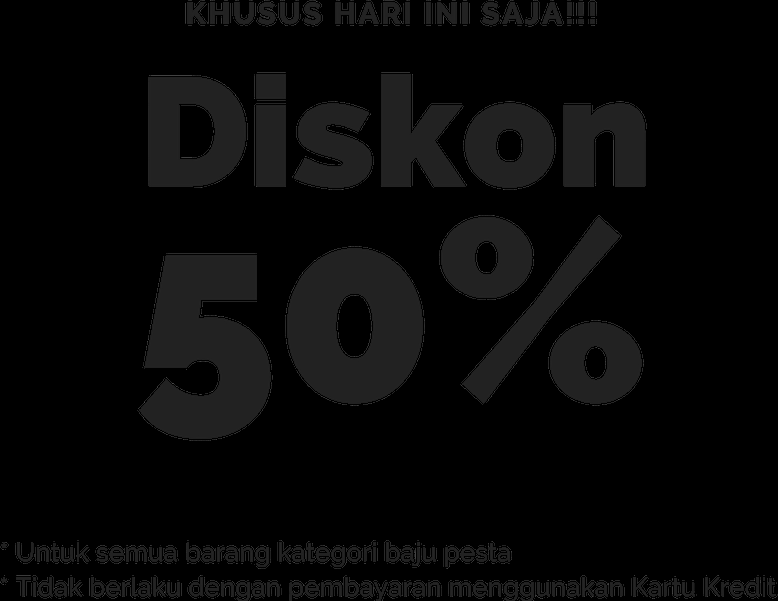 KHUSUS HARI INI SAJA!!!
Diskon
50%
* Untuk semua barang kategori baju pesta
* Tidak berlaku dengan pembayaran menggunakan Kartu Kredit